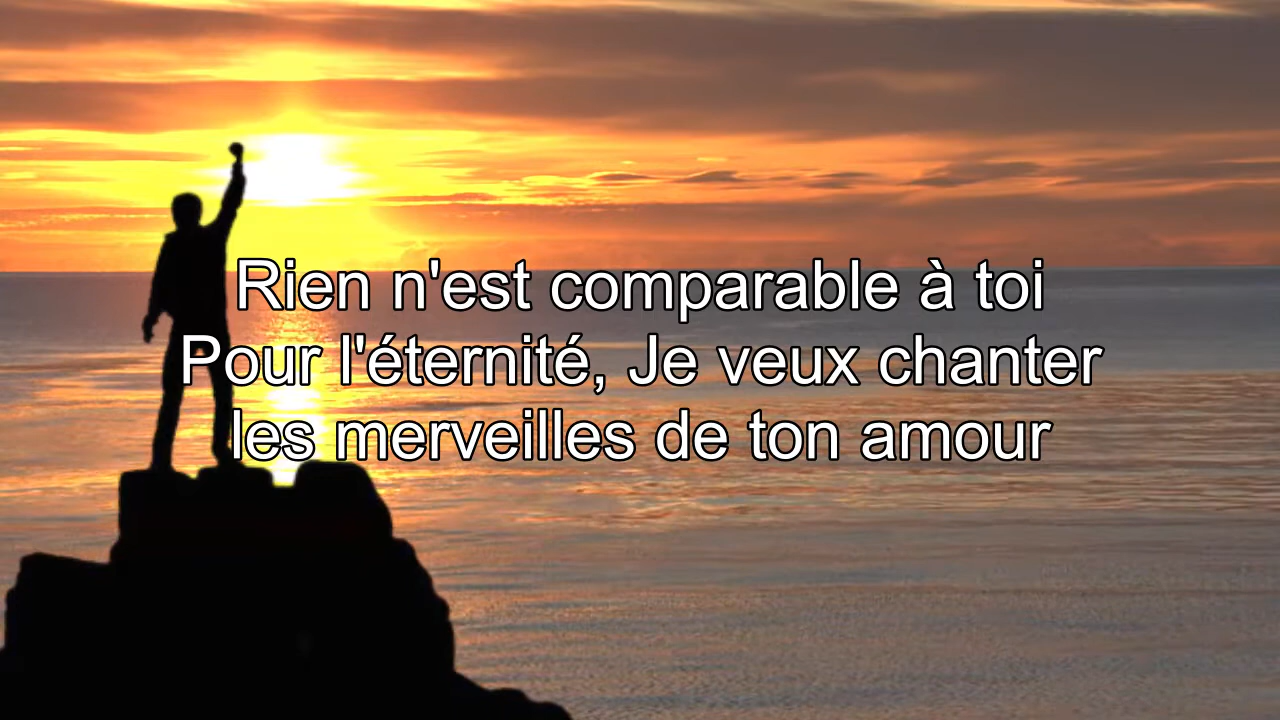 Rien n'est comparable à toi
Pour l'éternité, Je veux chanter
les merveilles de ton amour